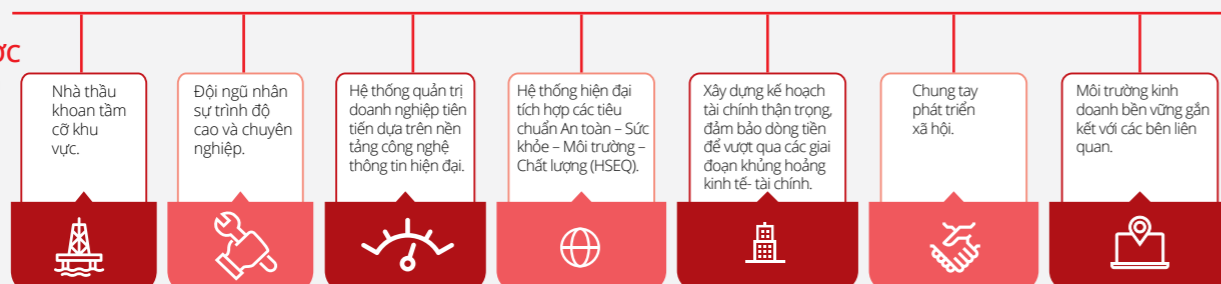 ƯỢC
Nhà thầu
khoan tầm
cỡ khu
vực.
Đội ngũ nhân
sự trình độ
cao và chuyên
nghiệp.
Hệ thống quản trị
doanh nghiệp tiên
tiến dựa trên nền
tảng công nghệ
thông tin hiện đại.
Hệ thống hiện đại
tích hợp các tiêu
chuẩn An toàn – Sức
khỏe – Môi trường –
Chất lượng (HSEQ).
Xây dựng kế hoạch
tài chính thận trọng,
đảm bảo dòng tiền
để vượt qua các giai
đoạn khủng hoảng
kinh tế- tài chính.
Chung tay
phát triển
xã hội.
Môi trường kinh
doanh bền vững gắn
kết với các bên liên
quan.